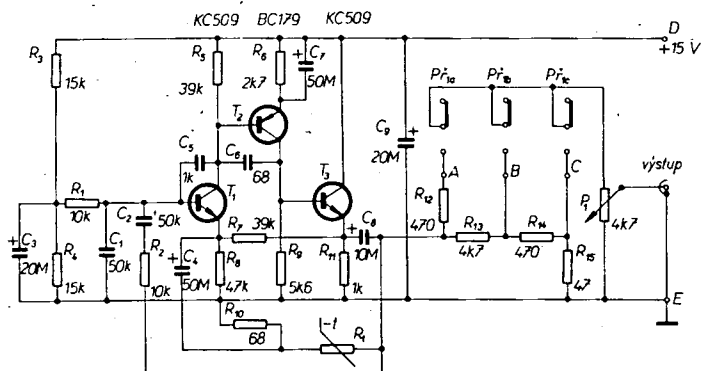 KC509 BC179 KC509
D
+15 V
R3
15k
R5
39k
R6
2k7
+ C7
50M
T2
C9
20M
+
Př1a Př1b Př1c
C5
1k
C6
68
T1
T3
A B C
výstup
R1
10k
C2
50k
R12
470
R13
4k7
R14
470
P1
4k7
+ C3
20M
R4
15k
C1
50k
R2
10k
+ C4
50M
R7
39k
R8
47k
R9
5k6
R11
1k
+ C8
10M
R15
47
E
R10
68
-t
Rt